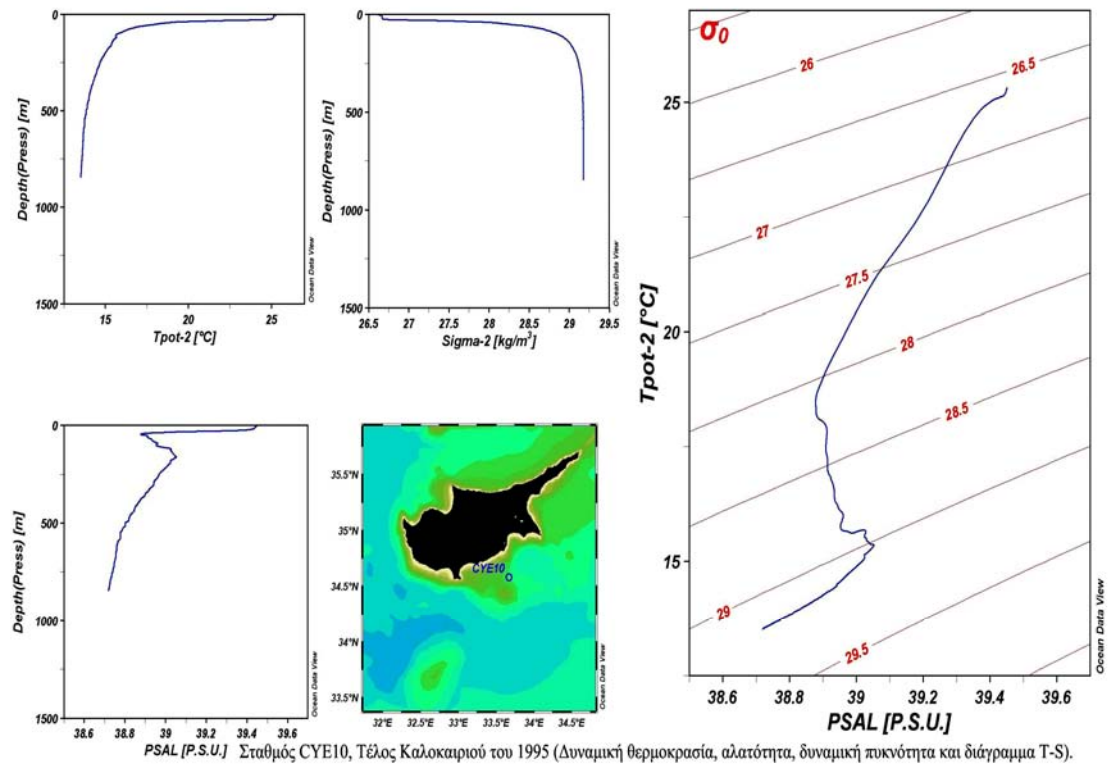 0
500
1000
1500
Depth(Press) [m]
15
20
25
Tpot-2 [°C]
Ocean Data View
0
500
1000
1500
Depth(Press) [m]
26.5
27
27.5
28
28.5
29
29.5
Sigma-2 [kg/m³]
Ocean Data View
σ₀
26
26.5
27
27.5
28
28.5
29
29.5
25
20
15
Tpot-2 [°C]
38.6
38.8
39
39.2
39.4
39.6
PSAL [P.S.U.]
Ocean Data View
0
500
1000
1500
Depth(Press) [m]
38.6
38.8
39
39.2
39.4
39.6
PSAL [P.S.U.]
Ocean Data View
35.5°N
35°N
34.5°N
34°N
33.5°N
CYE10
32°E
32.5°E
33°E
33.5°E
34°E
34.5°E
Ocean Data View
Σταθμός CYE10, Τέλος Καλοκαιριού του 1995 (Δυναμική θερμοκρασία, αλατότητα, δυναμική πυκνότητα και διάγραμμα T-S).